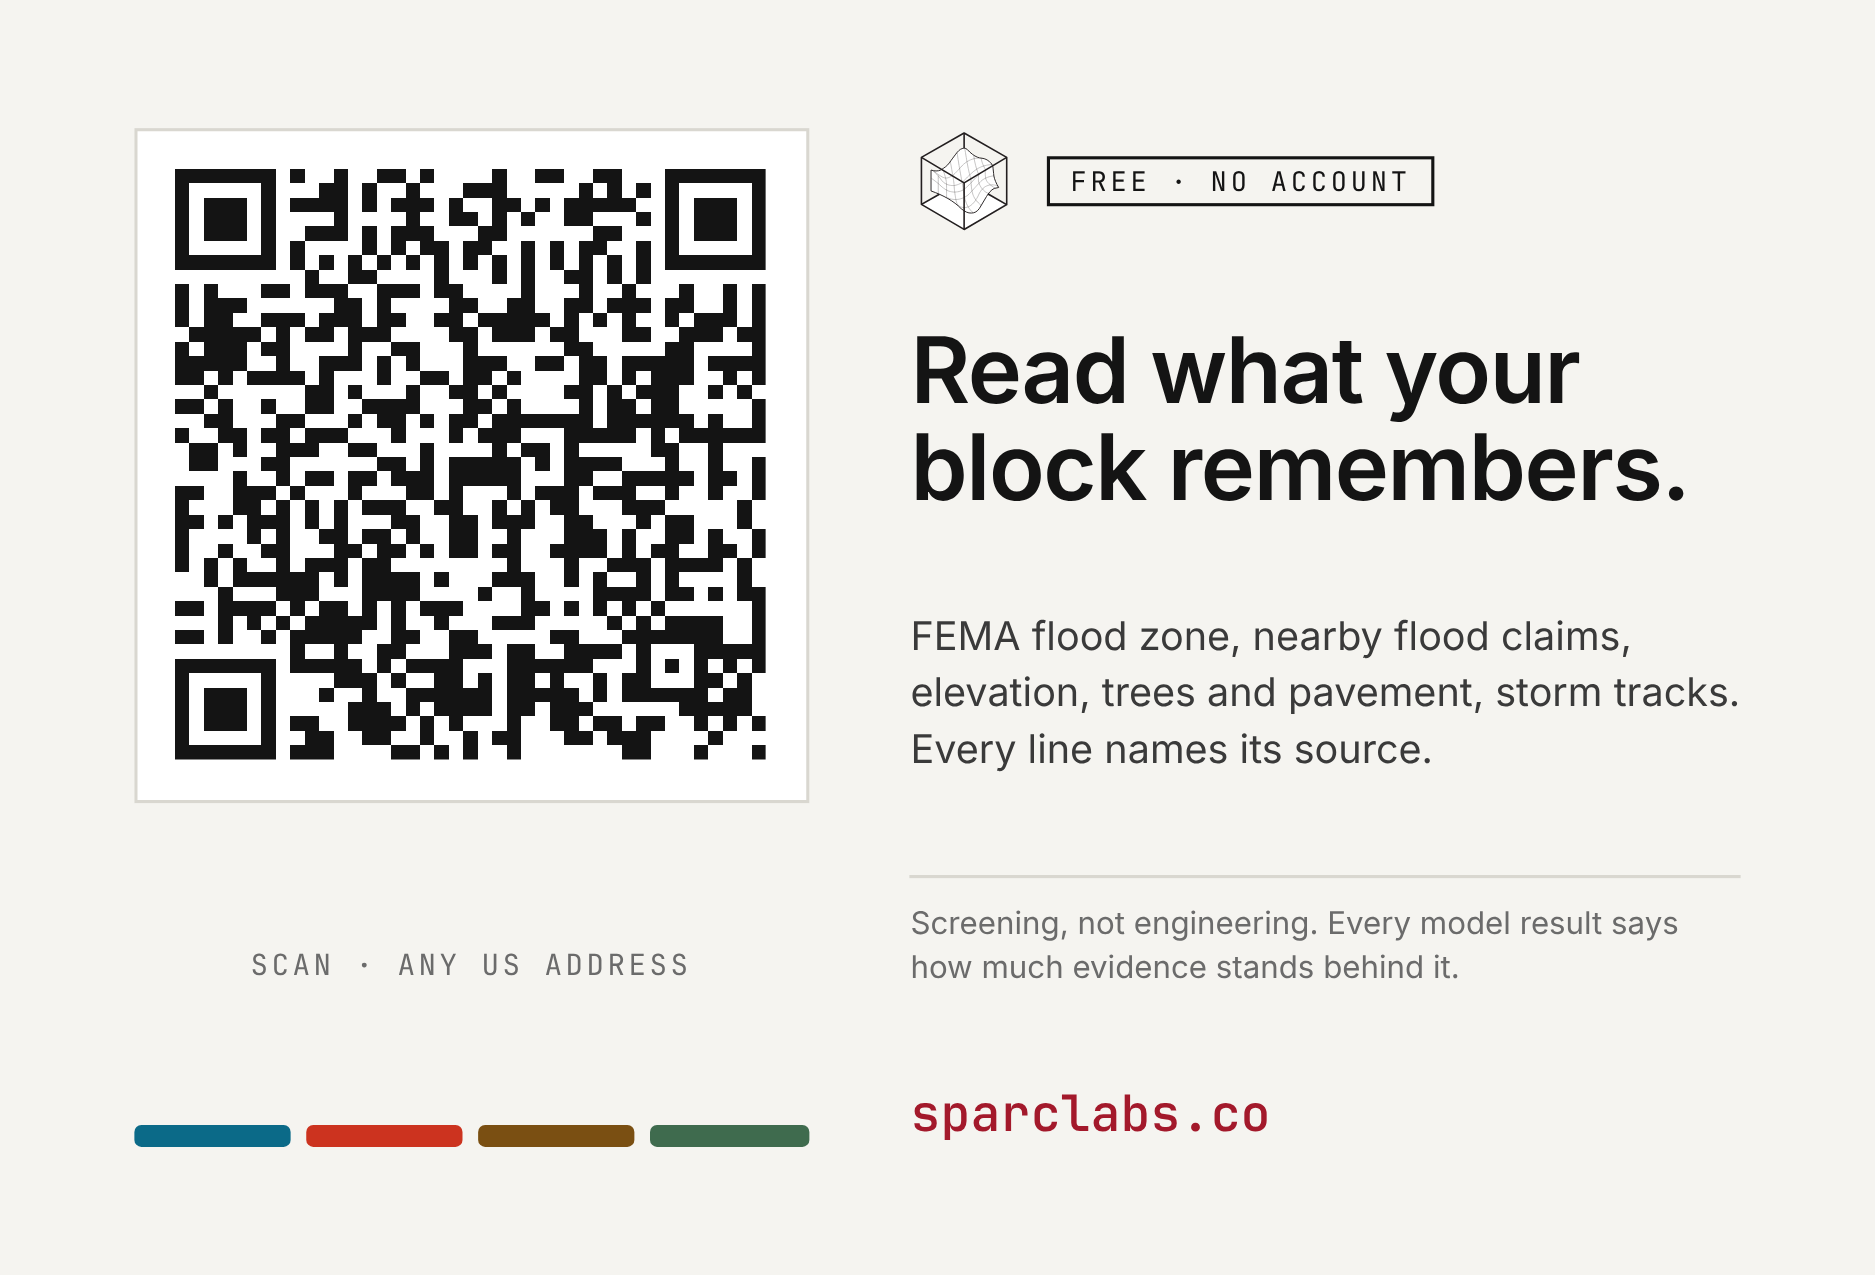 FREE · NO ACCOUNT
Read what your
block remembers.
FEMA flood zone, nearby flood claims,
elevation, trees and pavement, storm tracks.
Every line names its source.
Screening, not engineering. Every model result says
how much evidence stands behind it.
SCAN · ANY US ADDRESS
sparclabs.co